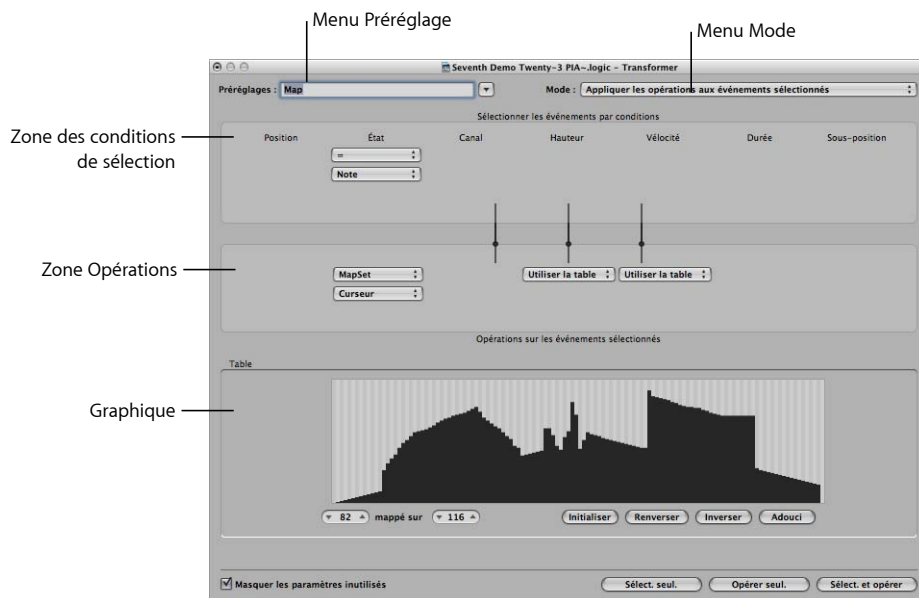 Menu Préréglage
Menu Mode
Seventh Demo Twenty-3 PIA~.logic – Transformer
Préréglages : Map
Mode : Appliquer les opérations aux événements sélectionnés
Sélectionner les événements par conditions
Zone des conditions
de sélection
Position État Canal Hauteur Vélocité Durée Sous-position
=
Note
Zone Opérations
MapSet Utiliser la table Utiliser la table
Curseur
Opérations sur les événements sélectionnés
Table
Graphique
82 mappé sur 116 Initialiser Renverser Inverser Adouci
Masquer les paramètres inutilisés Sélect. seul. Opérer seul. Sélect. et opérer